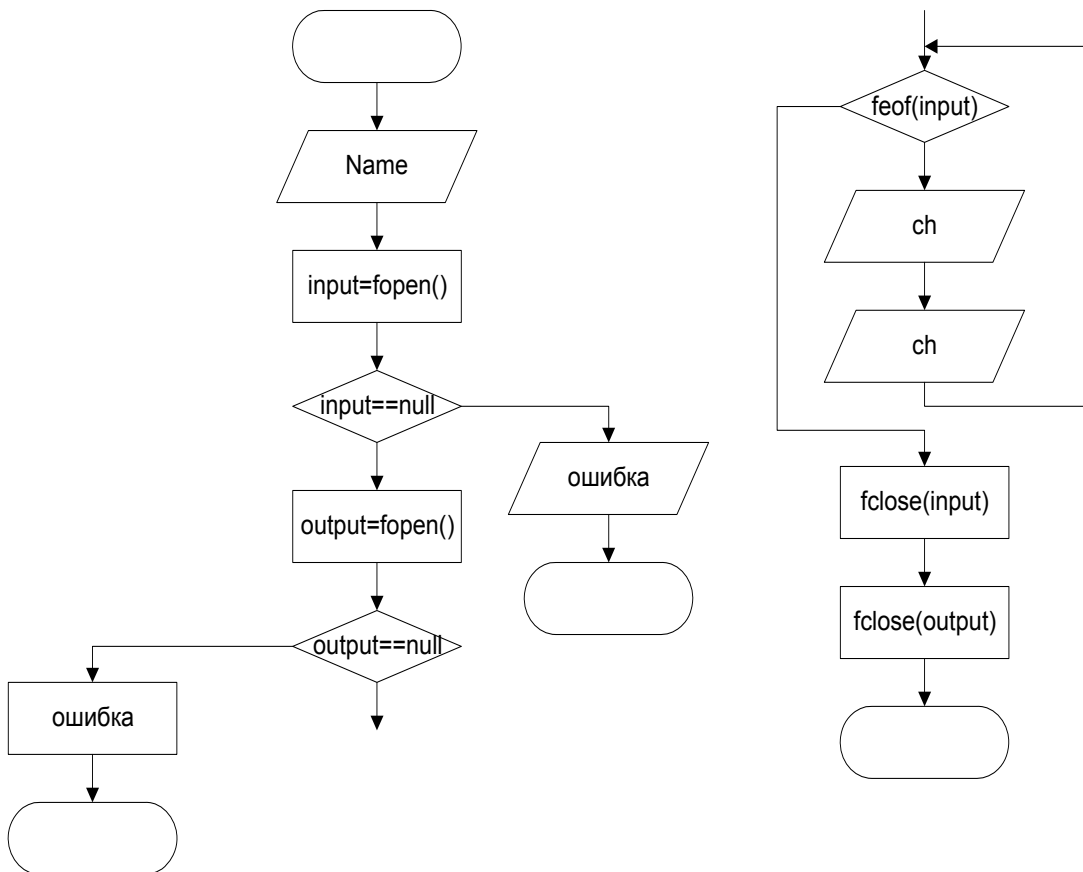 Name
input=fopen()
input==null
ошибка
output=fopen()
output==null
ошибка
feof(input)
ch
ch
fclose(input)
fclose(output)